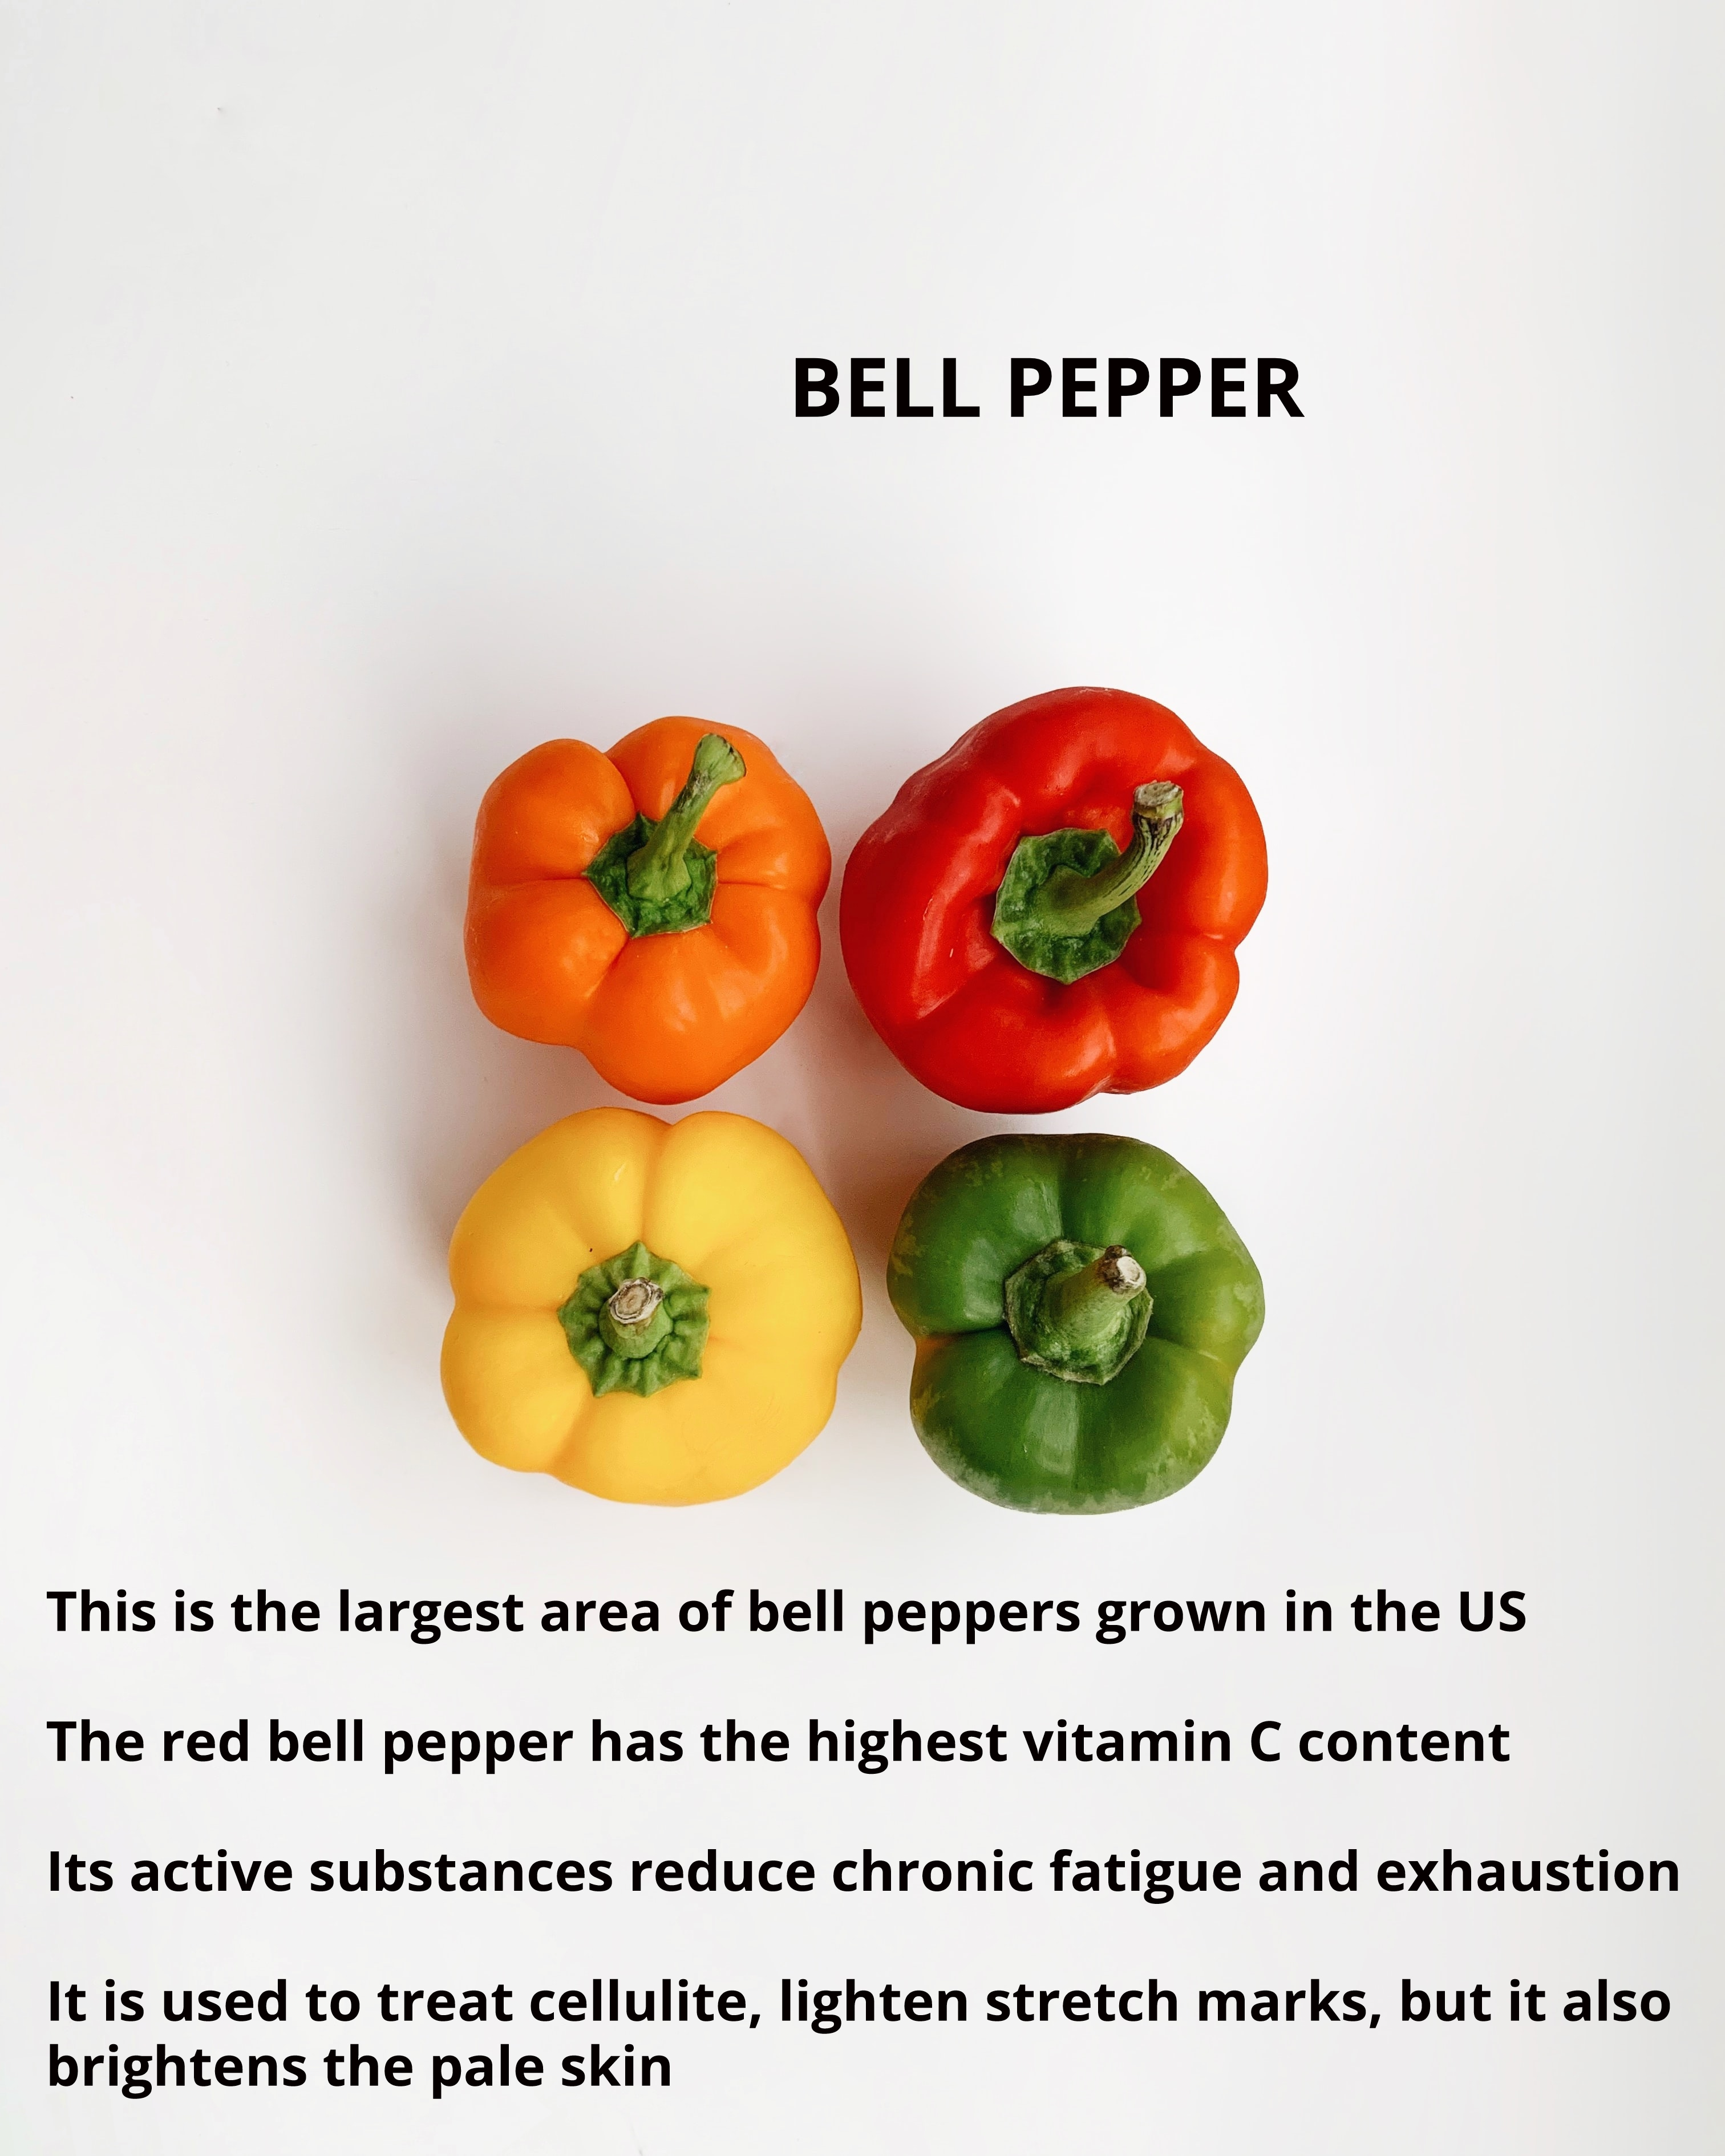 BELL PEPPER
This is the largest area of bell peppers grown in the US
The red bell pepper has the highest vitamin C content
Its active substances reduce chronic fatigue and exhaustion
It is used to treat cellulite, lighten stretch marks, but it also
brightens the pale skin